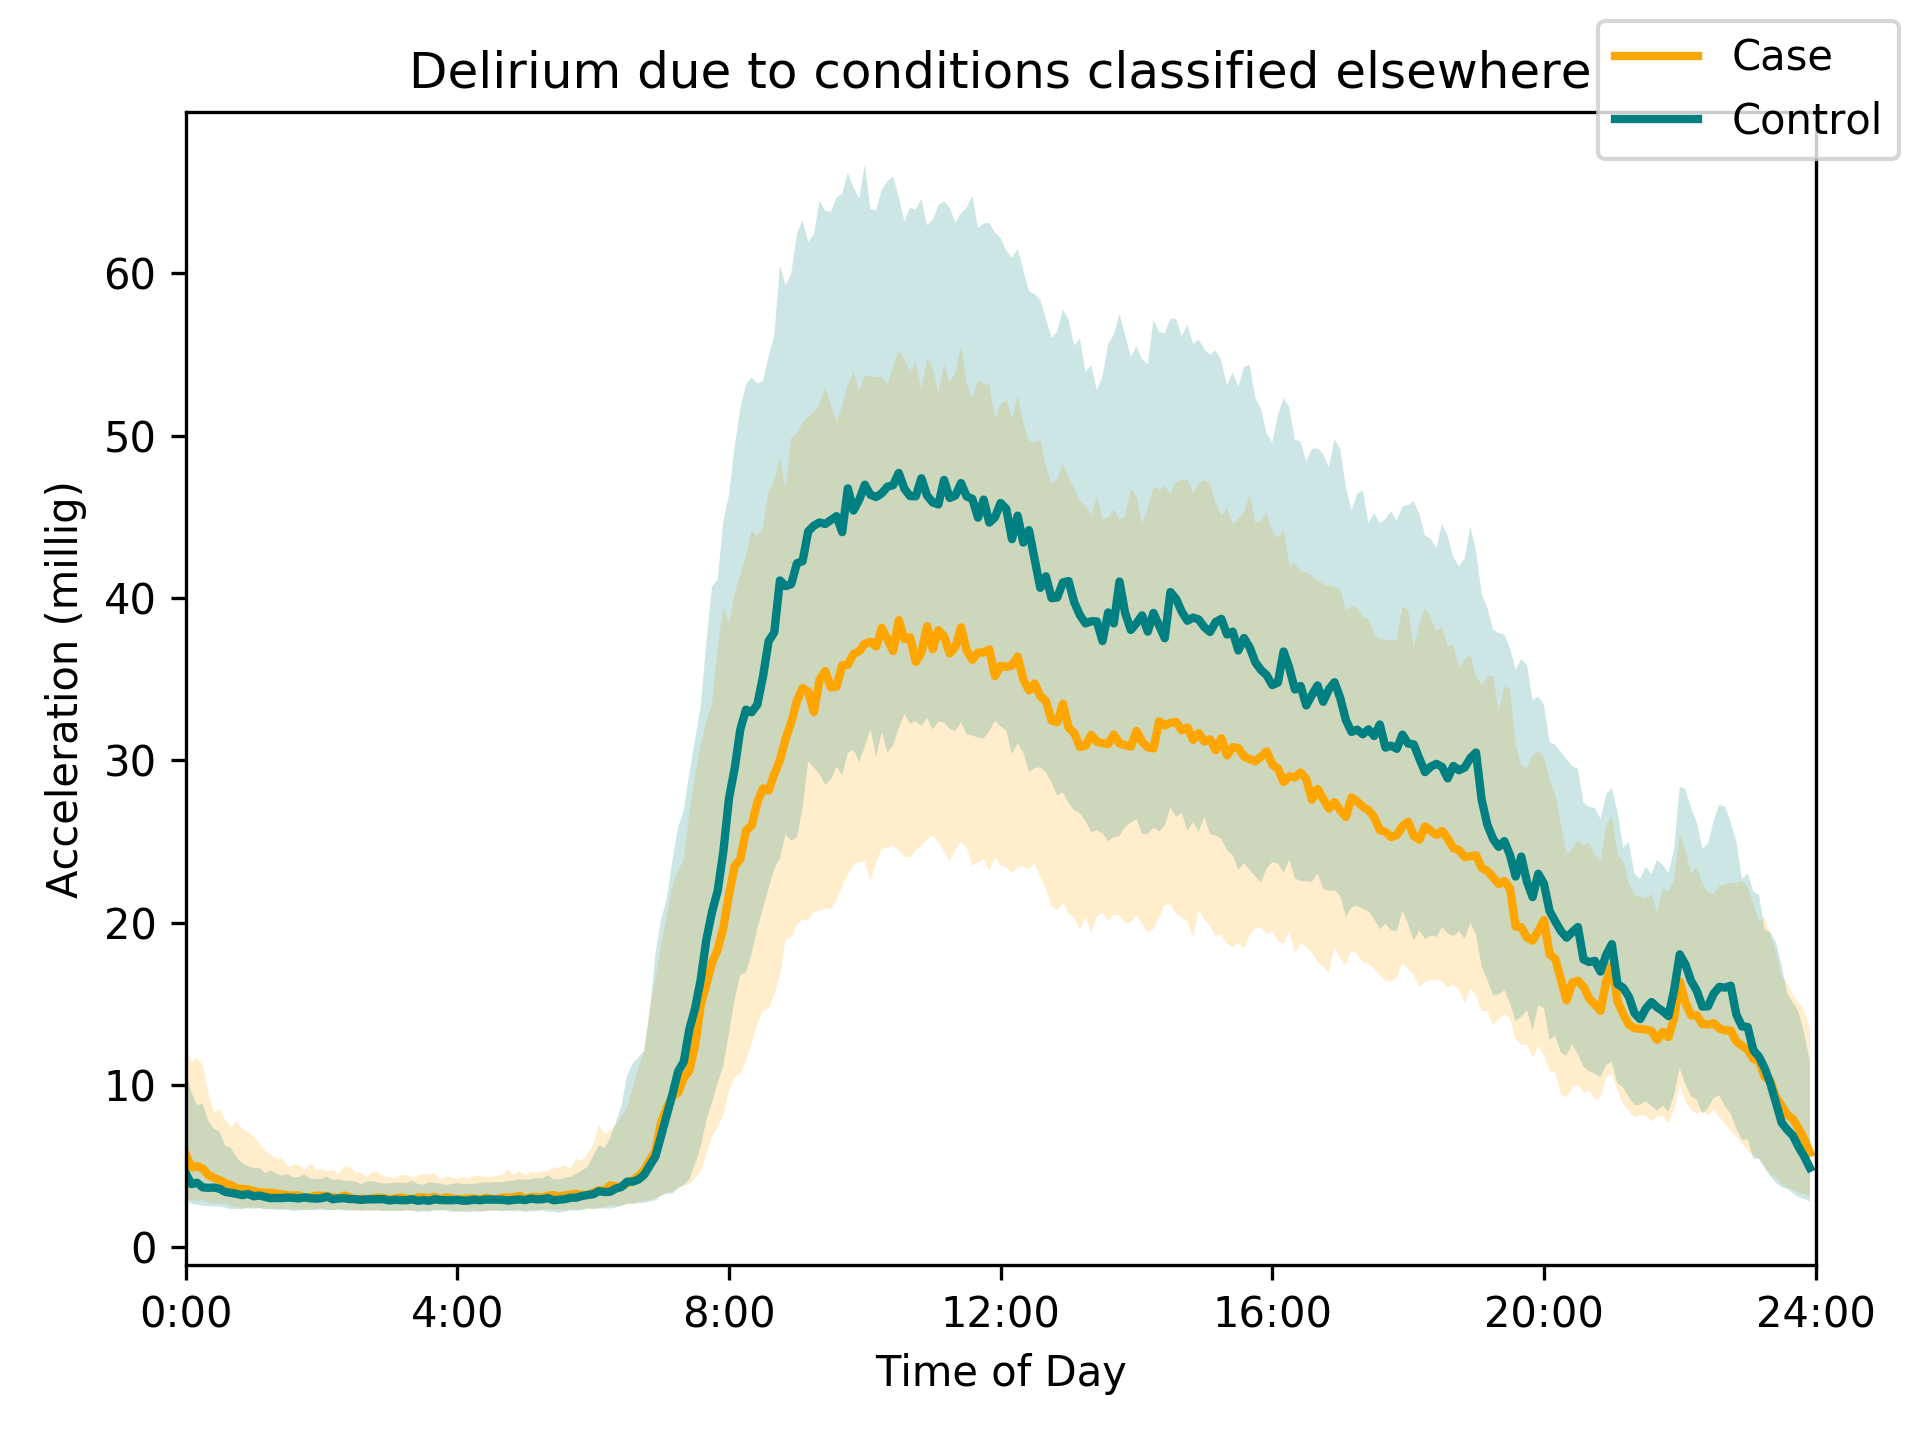 Delirium due to conditions classified elsewhere
Case
Control
Acceleration (millig)
60
50
40
30
20
10
0
0:00 4:00 8:00 12:00 16:00 20:00 24:00
Time of Day